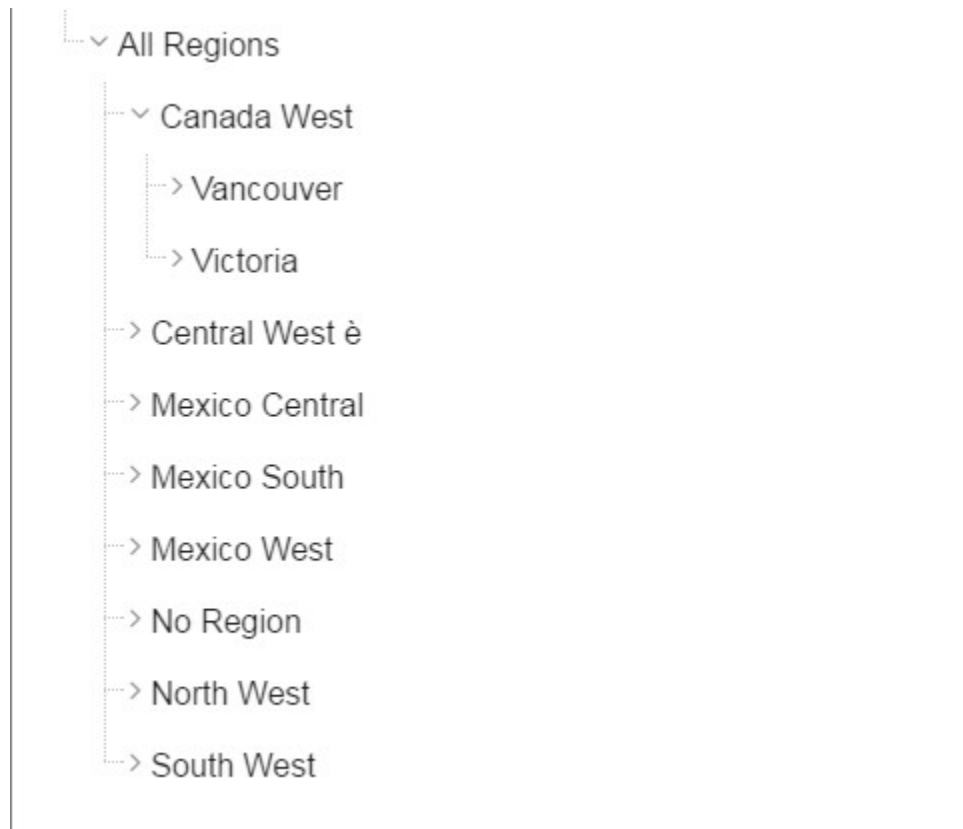 All Regions
Canada West
Vancouver
Victoria
Central West è
Mexico Central
Mexico South
Mexico West
No Region
North West
South West